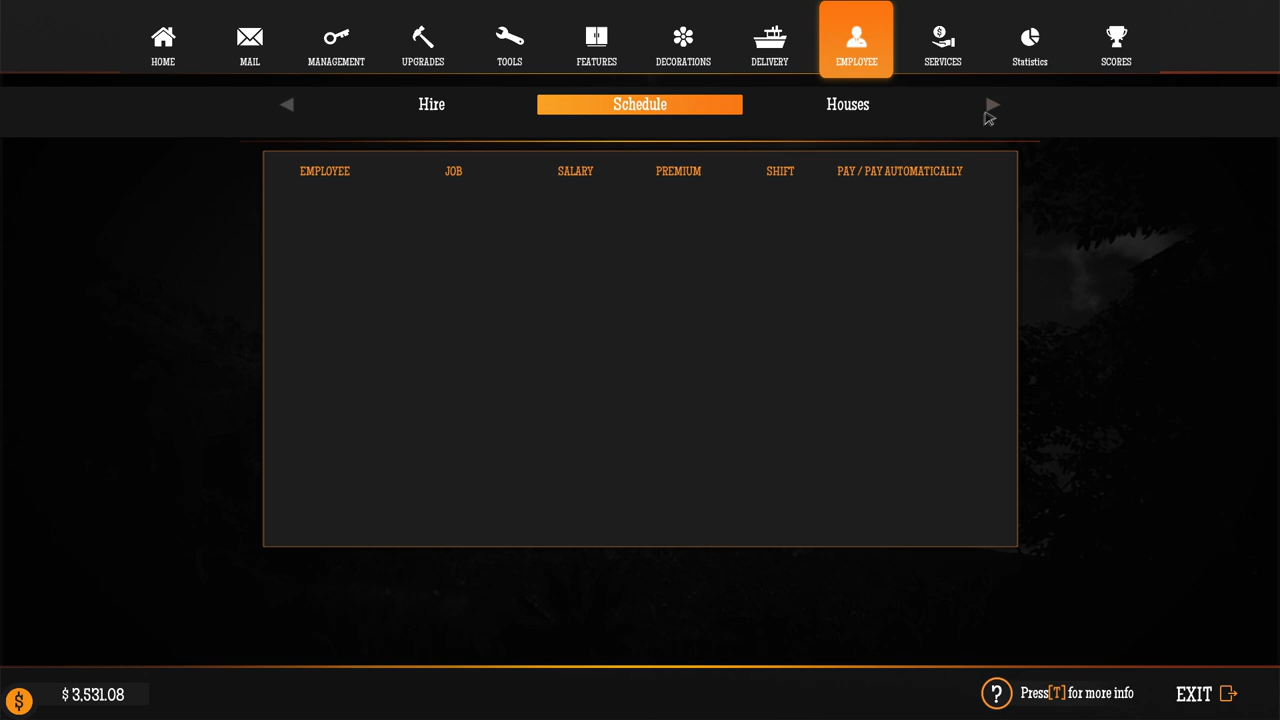 HOME MAIL MANAGEMENT UPGRADES TOOLS FEATURES DECORATIONS DELIVERY EMPLOYEE SERVICES Statistics SCORES
Hire Schedule Houses
EMPLOYEE JOB SALARY PREMIUM SHIFT PAY / PAY AUTOMATICALLY
$ $ 3,531.08 ? Press[T] for more info EXIT